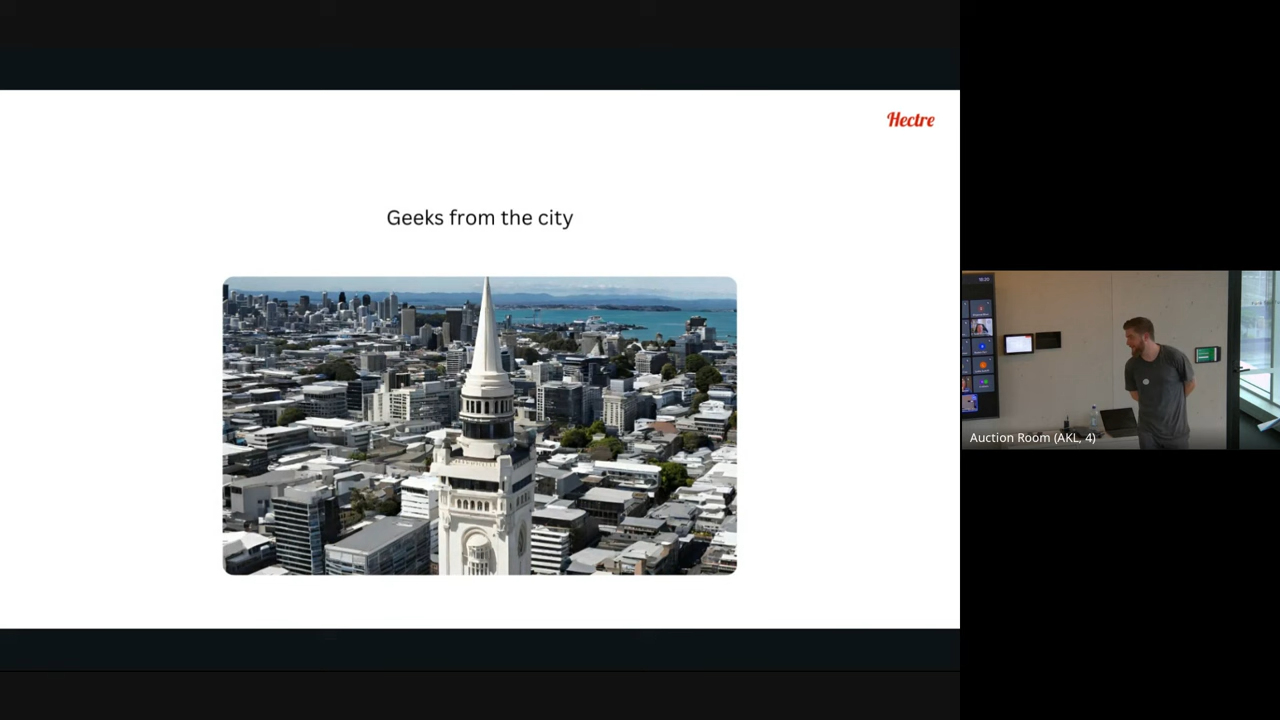 Hectre
Geeks from the city
Auction Room (AKL, 4)